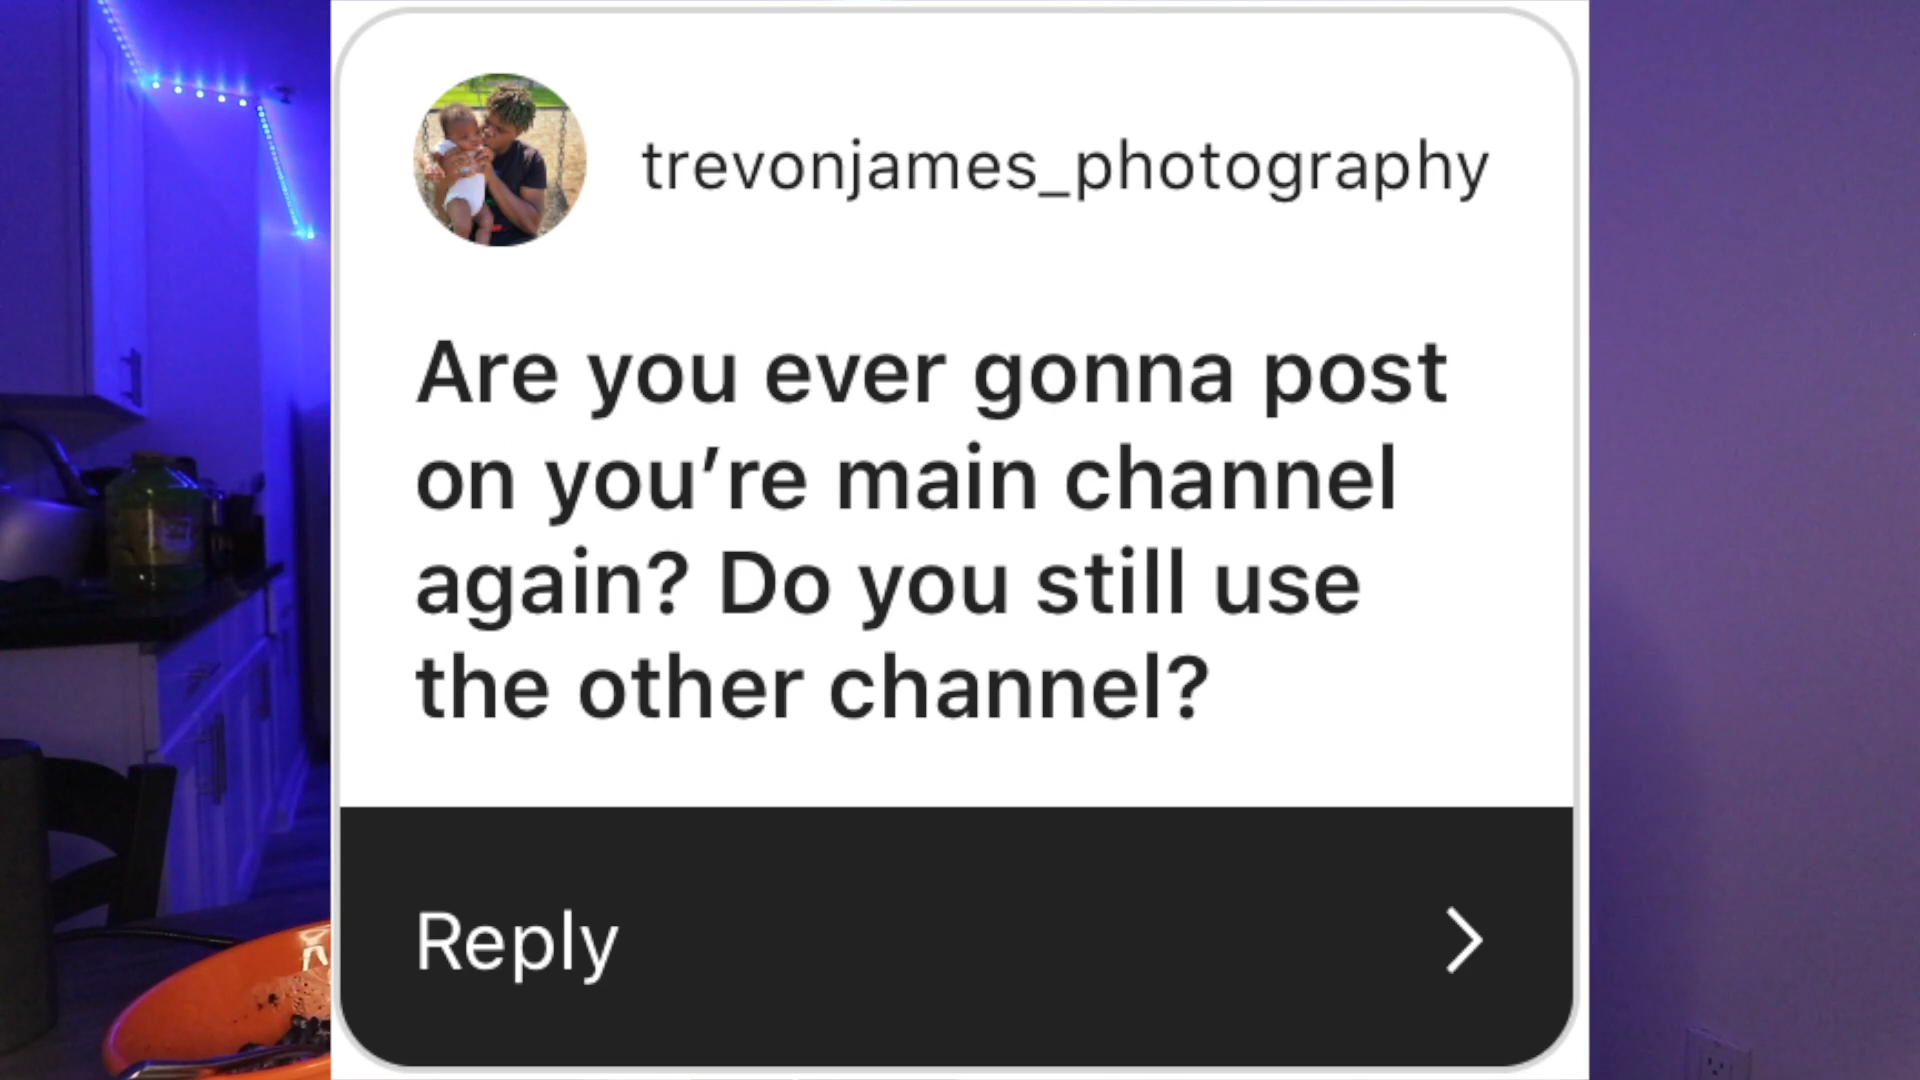 trevonjames_photography
Are you ever gonna post
on you’re main channel
again? Do you still use
the other channel?
Reply